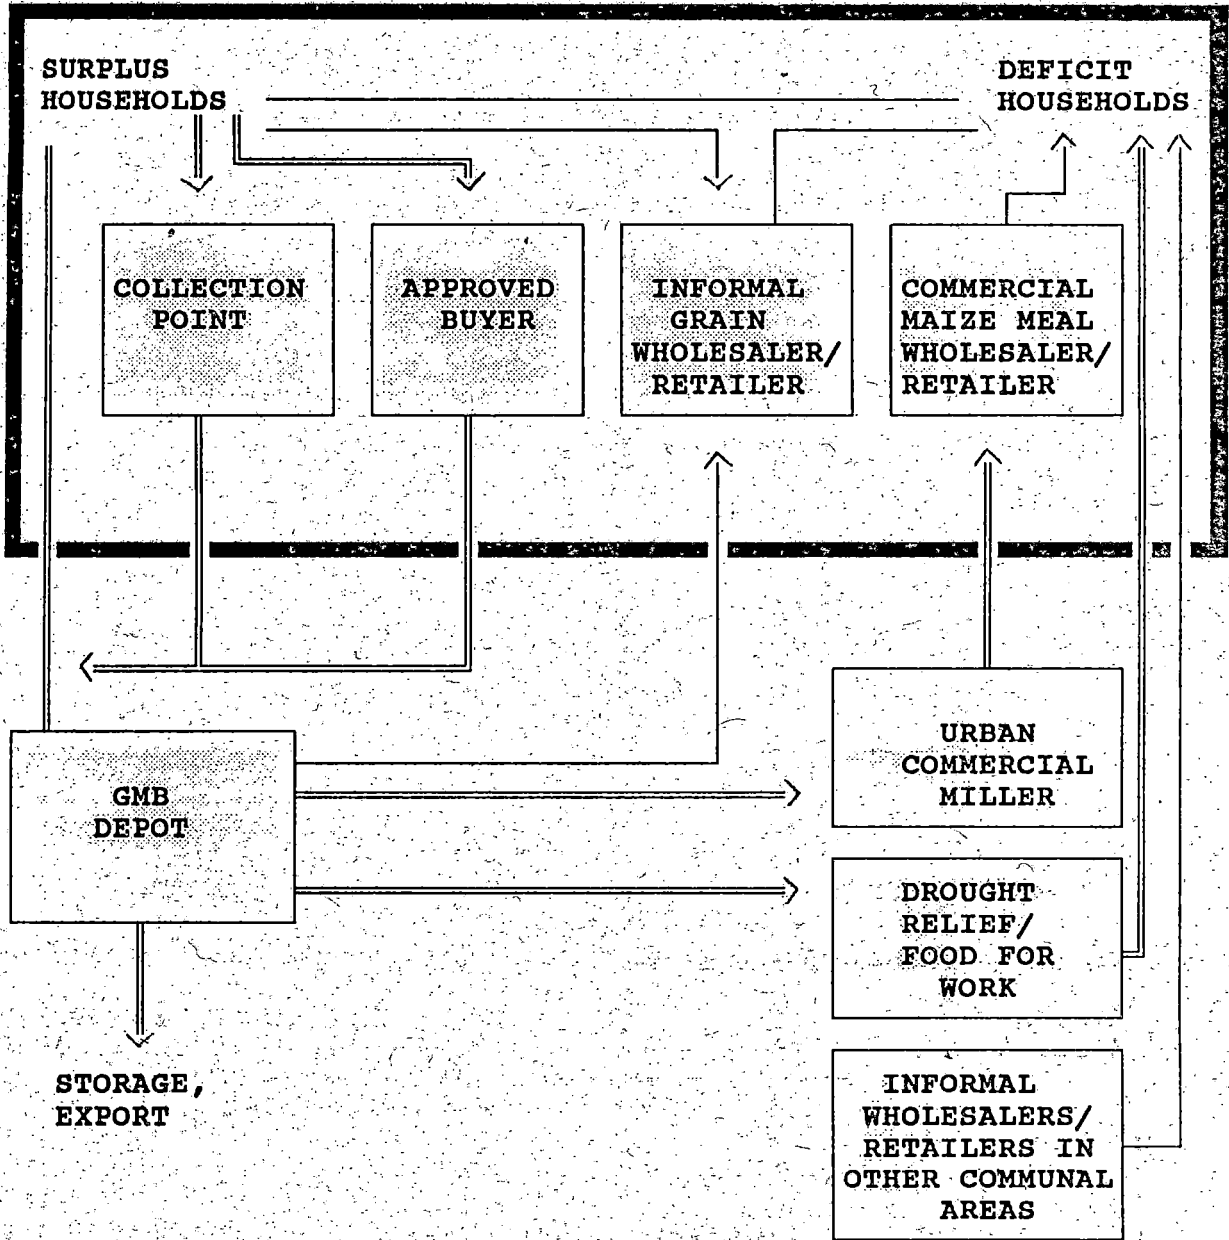 SURPLUS
HOUSEHOLDS
DEFICIT
HOUSEHOLDS
COLLECTION
POINT
APPROVED
BUYER
INFORMAL
GRAIN
WHOLESALER/
RETAILER
COMMERCIAL
MAIZE MEAL
WHOLESALER/
RETAILER
GMB
DEPOT
URBAN
COMMERCIAL
MILLER
DROUGHT
RELIEF/
FOOD FOR
WORK
STORAGE,
EXPORT
INFORMAL
WHOLESALERS/
RETAILERS IN
OTHER COMMUNAL
AREAS